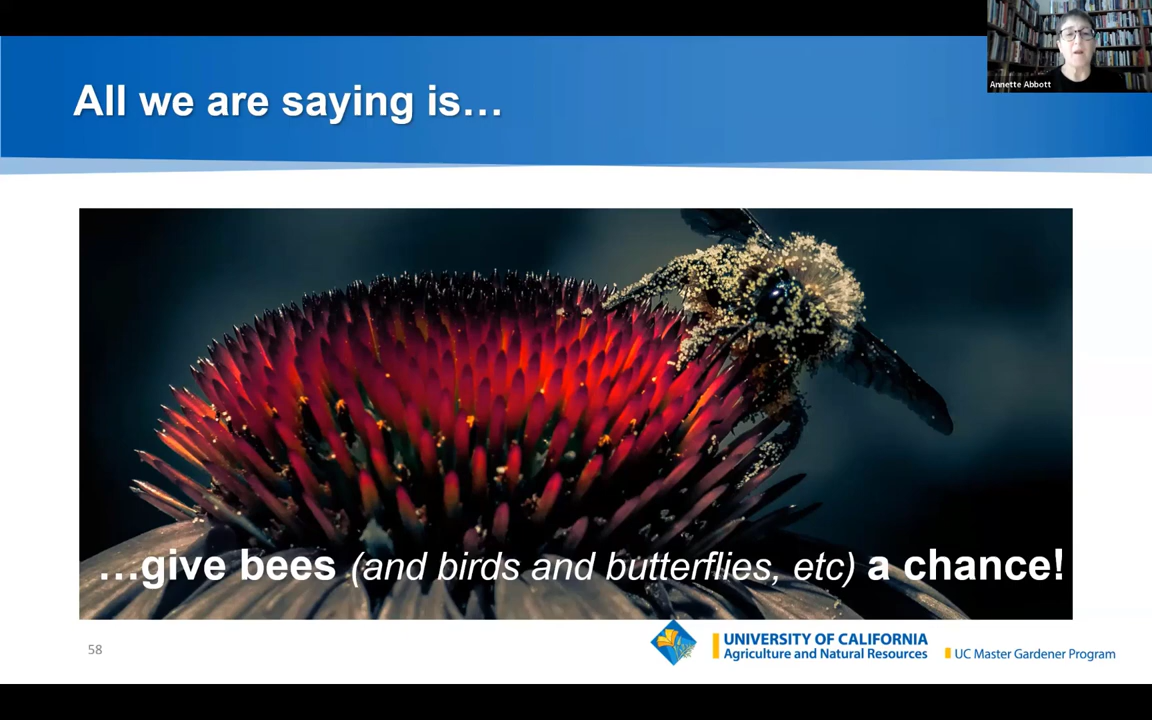 Annette Abbott
All we are saying is…
…give bees (and birds and butterflies, etc) a chance!
58
UNIVERSITY OF CALIFORNIA
Agriculture and Natural Resources
UC Master Gardener Program